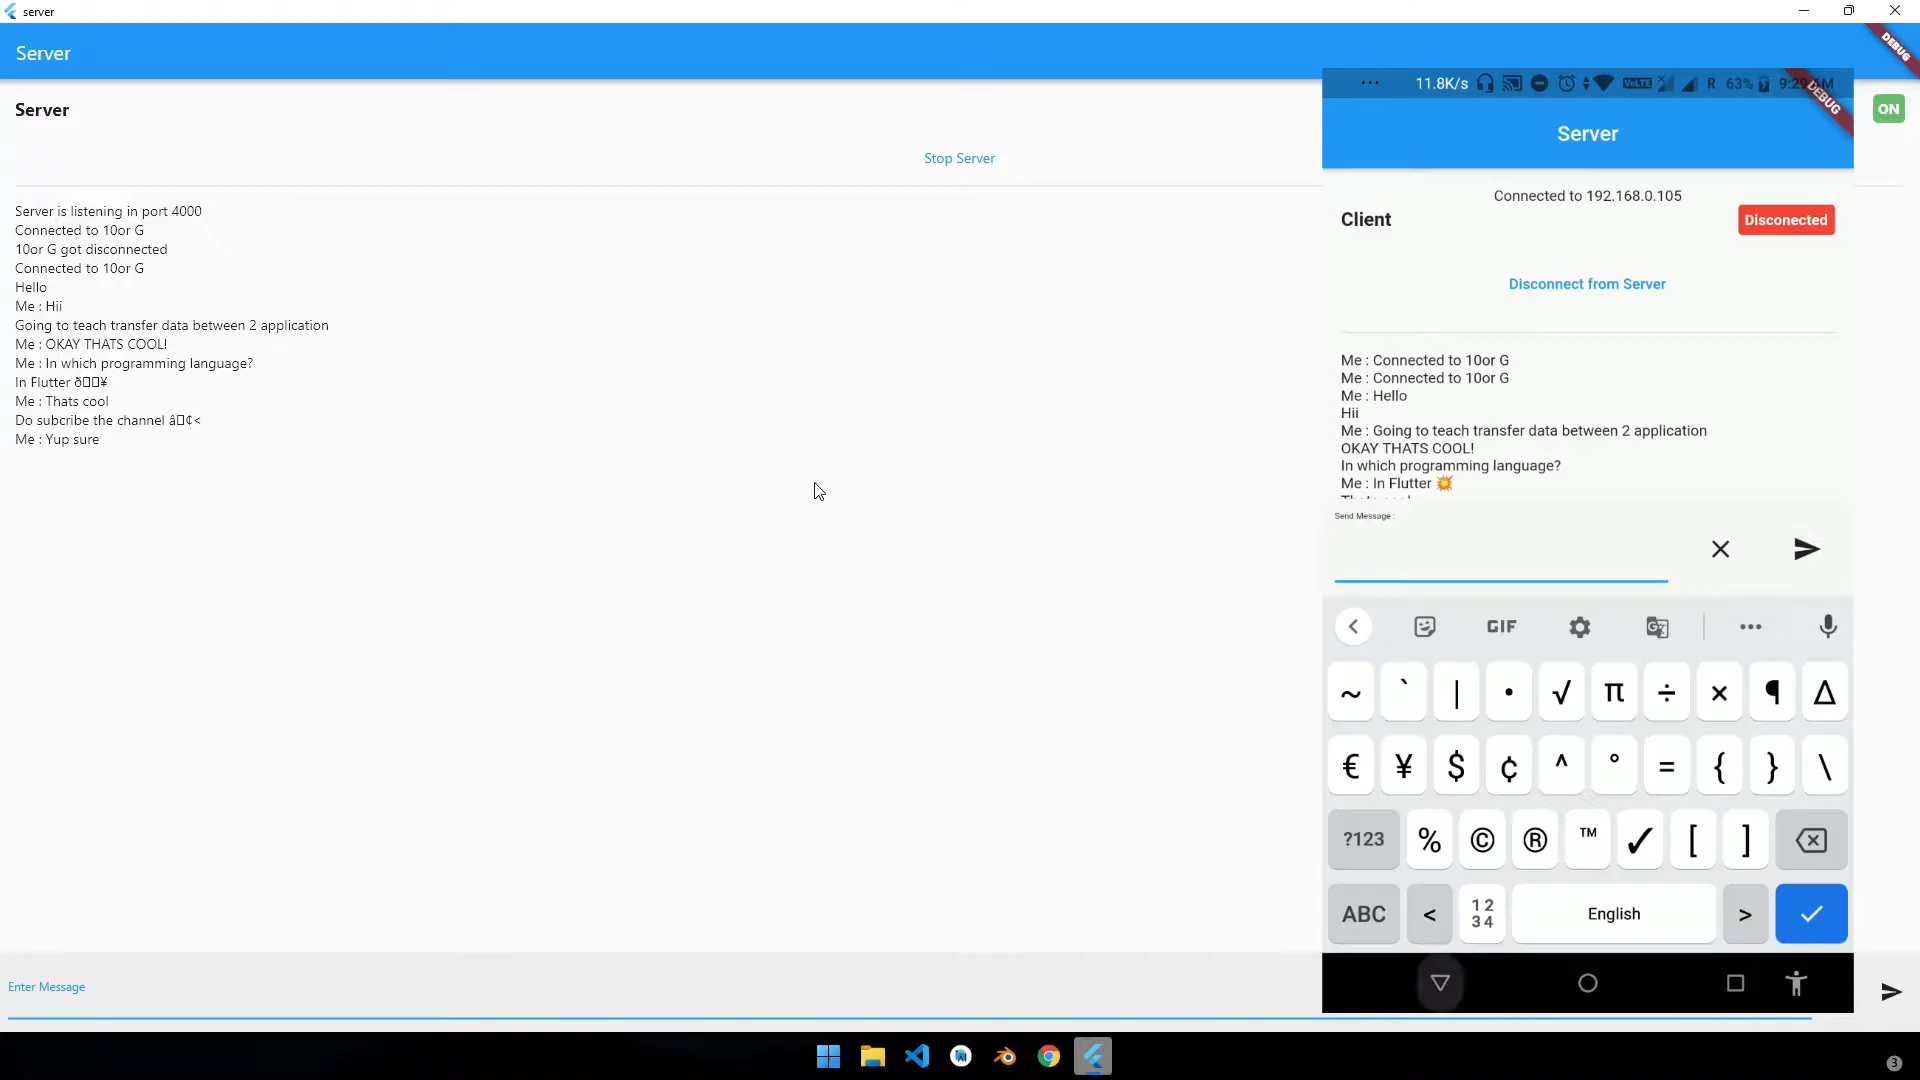 server
Server
DEBUG
Server
ON
Stop Server
Server is listening in port 4000
Connected to 10or G
10or G got disconnected
Connected to 10or G
Hello
Me : Hii
Going to teach transfer data between 2 application
Me : OKAY THATS COOL!
Me : In which programming language?
In Flutter ð¥
Me : Thats cool
Do subcribe the channel â¢<
Me : Yup sure
Enter Message
11.8K/s VoLTE R 63%
DEBUG
Server
Connected to 192.168.0.105
Client
Disconected
Disconnect from Server
Me : Connected to 10or G
Me : Connected to 10or G
Me : Hello
Hii
Me : Going to teach transfer data between 2 application
OKAY THATS COOL!
In which programming language?
Me : In Flutter 💥
Send Message :
GIF
~ ` | • √ π ÷ × ¶ Δ
€ ¥ $ ¢ ^ ° = { } \
?123 % © ® ™ ✓ [ ]
ABC < 1 2 3 4 English >
3